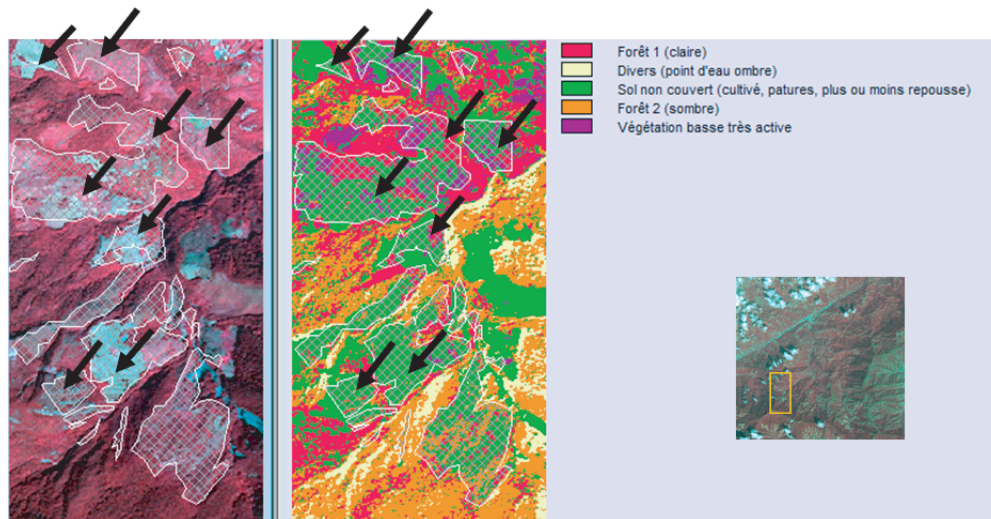 Forêt 1 (claire)
Divers (point d'eau ombre)
Sol non couvert (cultivé, patures, plus ou moins repousse)
Forêt 2 (sombre)
Végétation basse très active